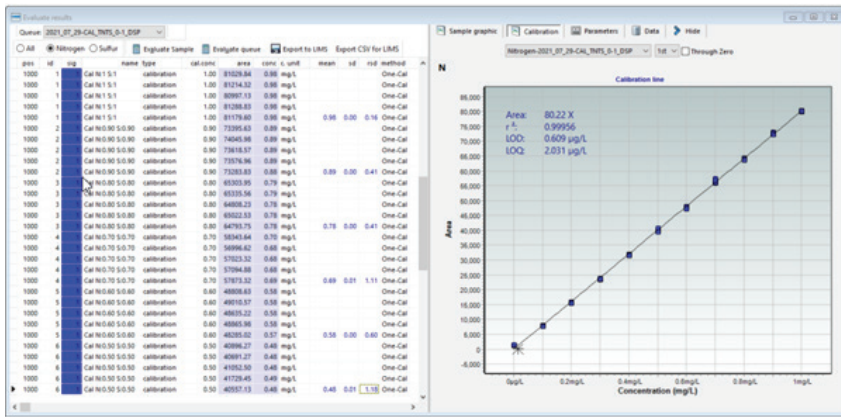 Evaluate results
Queue: 2021_07_29-CAL_TNTS_0-1_DSP
All Nitrogen Sulfur Evaluate Sample Evaluate queue Export to LIMS Export CSV for LIMS
pos id sig name type cal.conc area conc c. unit mean sd rsd method
1000 1 1 Cal N:1 S:1 calibration 1.00 81029.84 0.98 mg/L One-Cal
1000 1 1 Cal N:1 S:1 calibration 1.00 81214.32 0.98 mg/L One-Cal
1000 1 1 Cal N:1 S:1 calibration 1.00 80997.13 0.98 mg/L One-Cal
1000 1 1 Cal N:1 S:1 calibration 1.00 81288.83 0.98 mg/L One-Cal
1000 1 1 Cal N:1 S:1 calibration 1.00 81179.60 0.98 mg/L 0.98 0.00 0.16 One-Cal
1000 2 1 Cal N:0.90 S:0.90 calibration 0.90 73395.63 0.89 mg/L One-Cal
1000 2 1 Cal N:0.90 S:0.90 calibration 0.90 74045.98 0.89 mg/L One-Cal
1000 2 1 Cal N:0.90 S:0.90 calibration 0.90 73618.57 0.89 mg/L One-Cal
1000 2 1 Cal N:0.90 S:0.90 calibration 0.90 73576.96 0.89 mg/L One-Cal
1000 2 1 Cal N:0.90 S:0.90 calibration 0.90 73283.83 0.88 mg/L 0.89 0.00 0.41 One-Cal
1000 3 1 Cal N:0.80 S:0.80 calibration 0.80 65303.95 0.79 mg/L One-Cal
1000 3 1 Cal N:0.80 S:0.80 calibration 0.80 65335.56 0.79 mg/L One-Cal
1000 3 1 Cal N:0.80 S:0.80 calibration 0.80 64808.23 0.78 mg/L One-Cal
1000 3 1 Cal N:0.80 S:0.80 calibration 0.80 65022.53 0.78 mg/L One-Cal
1000 3 1 Cal N:0.80 S:0.80 calibration 0.80 64793.75 0.78 mg/L 0.78 0.00 0.41 One-Cal
1000 4 1 Cal N:0.70 S:0.70 calibration 0.70 58343.64 0.70 mg/L One-Cal
1000 4 1 Cal N:0.70 S:0.70 calibration 0.70 56996.62 0.68 mg/L One-Cal
1000 4 1 Cal N:0.70 S:0.70 calibration 0.70 57023.32 0.68 mg/L One-Cal
1000 4 1 Cal N:0.70 S:0.70 calibration 0.70 57094.88 0.68 mg/L One-Cal
1000 4 1 Cal N:0.70 S:0.70 calibration 0.70 57873.32 0.69 mg/L 0.69 0.01 1.11 One-Cal
1000 5 1 Cal N:0.60 S:0.60 calibration 0.60 48808.63 0.58 mg/L One-Cal
1000 5 1 Cal N:0.60 S:0.60 calibration 0.60 49010.57 0.58 mg/L One-Cal
1000 5 1 Cal N:0.60 S:0.60 calibration 0.60 48635.22 0.58 mg/L One-Cal
1000 5 1 Cal N:0.60 S:0.60 calibration 0.60 48865.98 0.58 mg/L One-Cal
1000 5 1 Cal N:0.60 S:0.60 calibration 0.60 48285.02 0.57 mg/L 0.58 0.00 0.60 One-Cal
1000 6 1 Cal N:0.50 S:0.50 calibration 0.50 40896.27 0.48 mg/L One-Cal
1000 6 1 Cal N:0.50 S:0.50 calibration 0.50 40691.27 0.48 mg/L One-Cal
1000 6 1 Cal N:0.50 S:0.50 calibration 0.50 41052.50 0.48 mg/L One-Cal
1000 6 1 Cal N:0.50 S:0.50 calibration 0.50 41729.45 0.49 mg/L One-Cal
1000 6 1 Cal N:0.50 S:0.50 calibration 0.50 40557.13 0.48 mg/L 0.48 0.01 1.18 One-Cal
Sample graphic Calibration Parameters Data Hide
Nitrogen-2021_07_29-CAL_TNTS_0-1_DSP 1st Through Zero
N
Calibration line
Area: 80.22 X
r²: 0.99956
LOD: 0.609 µg/L
LOQ: 2.031 µg/L
85,000
80,000
75,000
70,000
65,000
60,000
55,000
50,000
45,000
40,000
35,000
30,000
25,000
20,000
15,000
10,000
5,000
0
-5,000
Area
0µg/L 0.2mg/L 0.4mg/L 0.6mg/L 0.8mg/L 1mg/L
Concentration (mg/L)